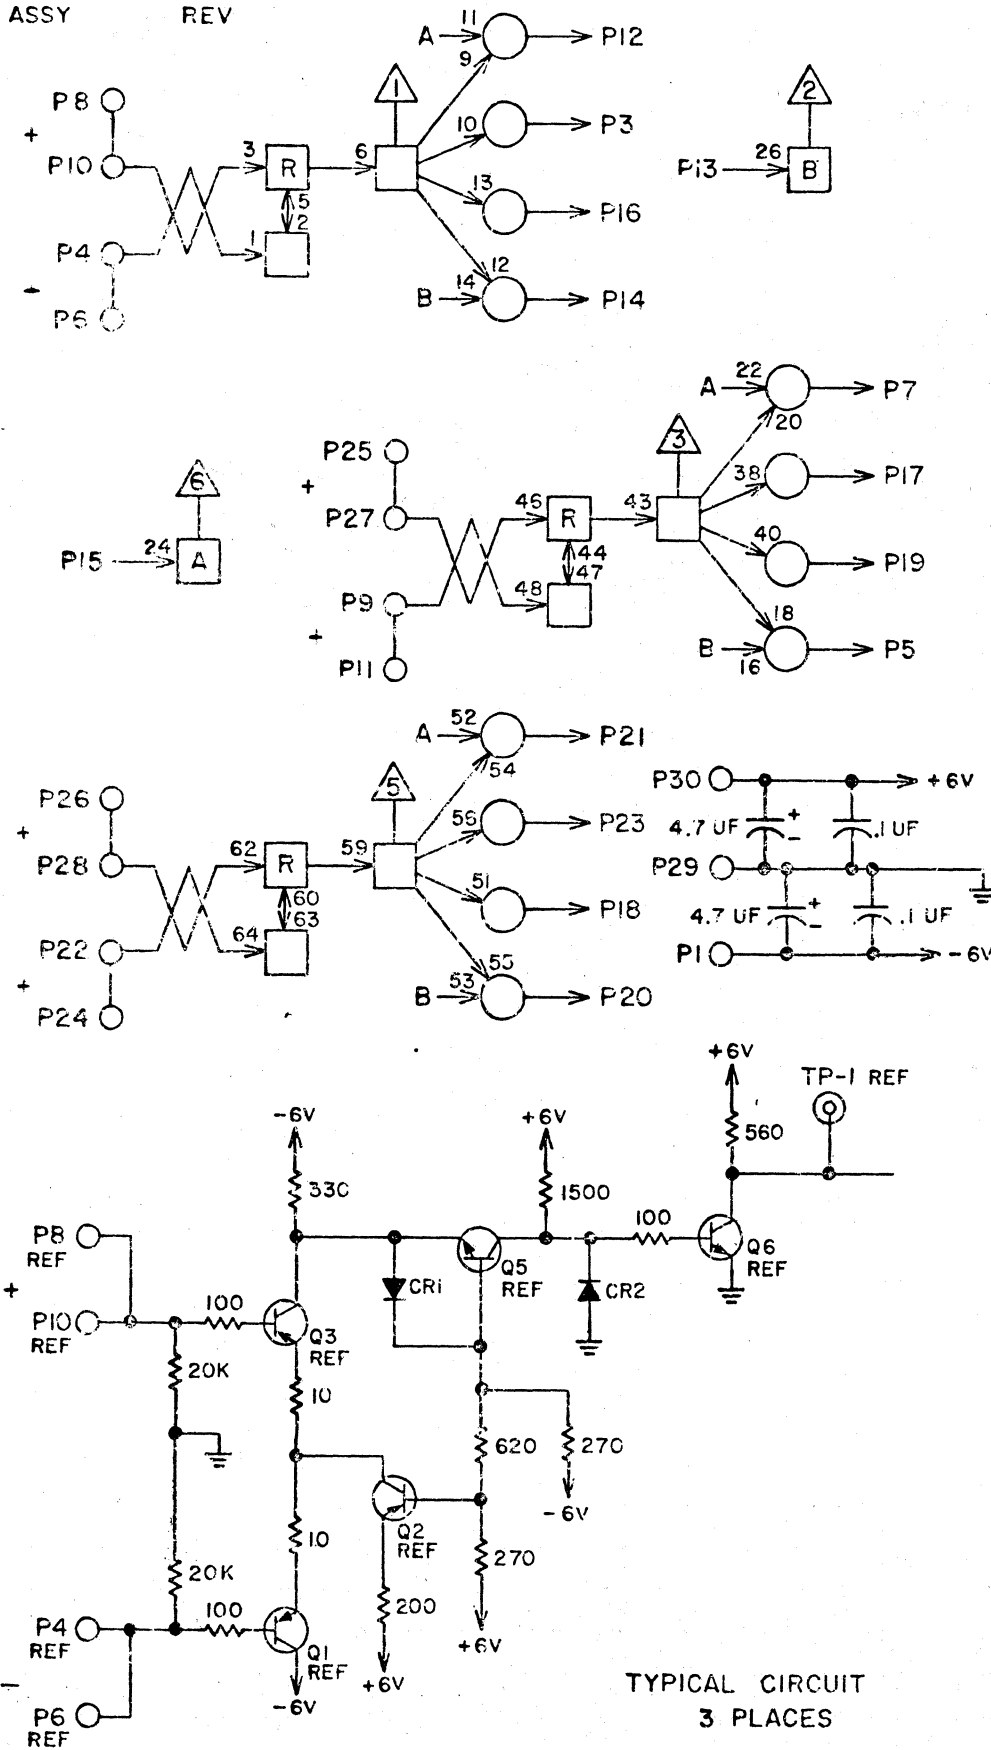 ASSY REV
11
A P12
9
1
P8
+
P10 3 R 6 10 P3
5
2
13 P16
P4 1
-
P6
12
B 14 P14
2
P13 26 B
22
A P7
20
3
P25
+
P27 46 R 43 38 P17
44
47
40 P19
P9 48
+
P11
18
B P5
16
6
P15 24 A
52
A P21
54
5
P26
+
P28 62 R 59 56 P23
60
63
51 P18
P22 64
+
P24
55
B 53 P20
P30 +6V
4.7 UF + - .1 UF
P29
4.7 UF + - .1 UF
P1 -6V
+6V
TP-1 REF
560
-6V
330
+6V
1500
P8
REF
+
P10
REF
100
Q3
REF
CR1
Q5
REF
CR2
100
Q6
REF
20K
10
620 270
-6V
10
Q2
REF
270
20K
200
+6V
+6V
P4
REF
100
Q1
REF
-6V
-
P6
REF
TYPICAL CIRCUIT
3 PLACES